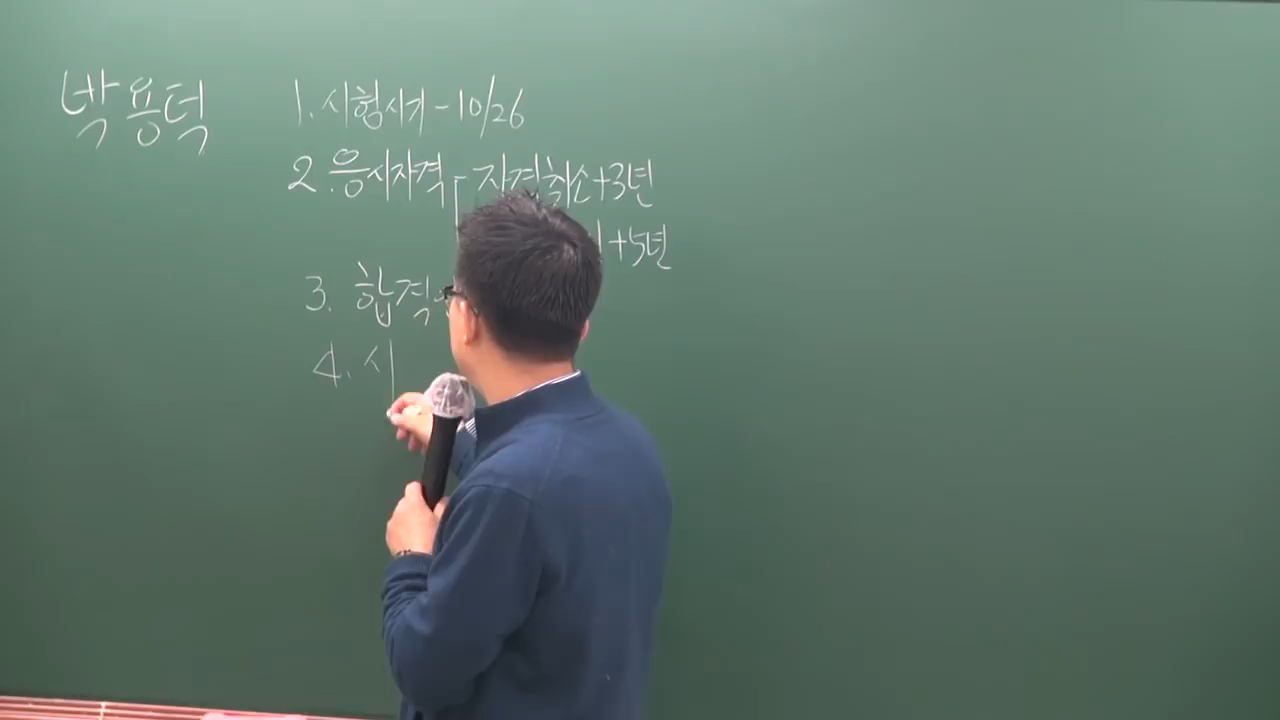 박용덕
1. 시험시기 - 10/26
2. 응시자격 - 자격취소+3년
+5년
3. 합격
4. 시